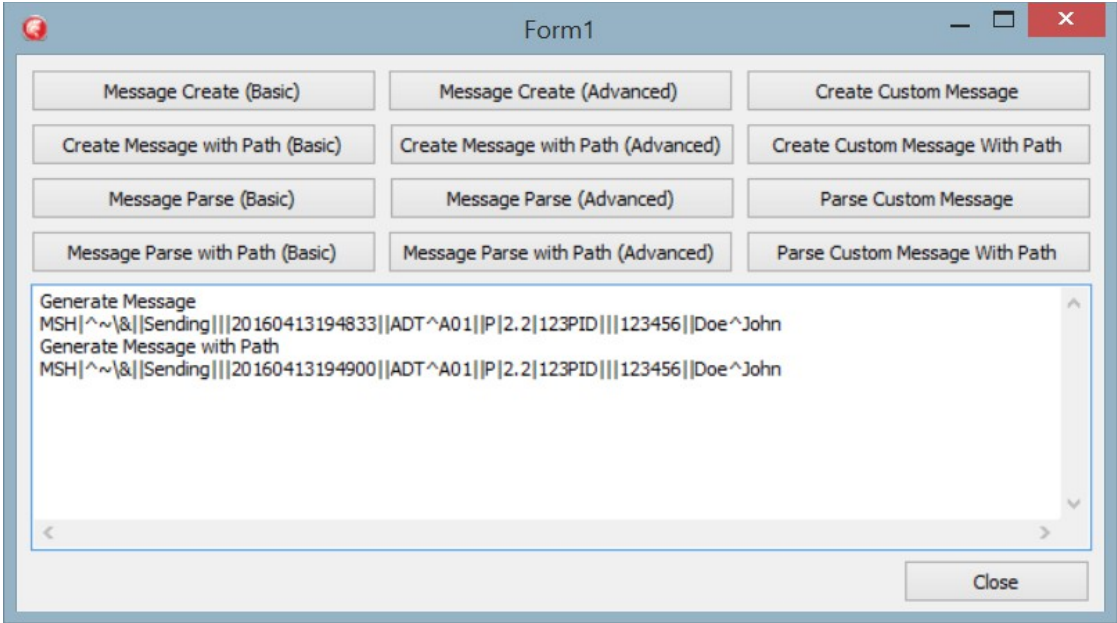 Form1
Message Create (Basic)
Message Create (Advanced)
Create Custom Message
Create Message with Path (Basic)
Create Message with Path (Advanced)
Create Custom Message With Path
Message Parse (Basic)
Message Parse (Advanced)
Parse Custom Message
Message Parse with Path (Basic)
Message Parse with Path (Advanced)
Parse Custom Message With Path
Generate Message
MSH|^~\&||Sending|||20160413194833||ADT^A01||P|2.2|123PID|||123456||Doe^John
Generate Message with Path
MSH|^~\&||Sending|||20160413194900||ADT^A01||P|2.2|123PID|||123456||Doe^John
Close